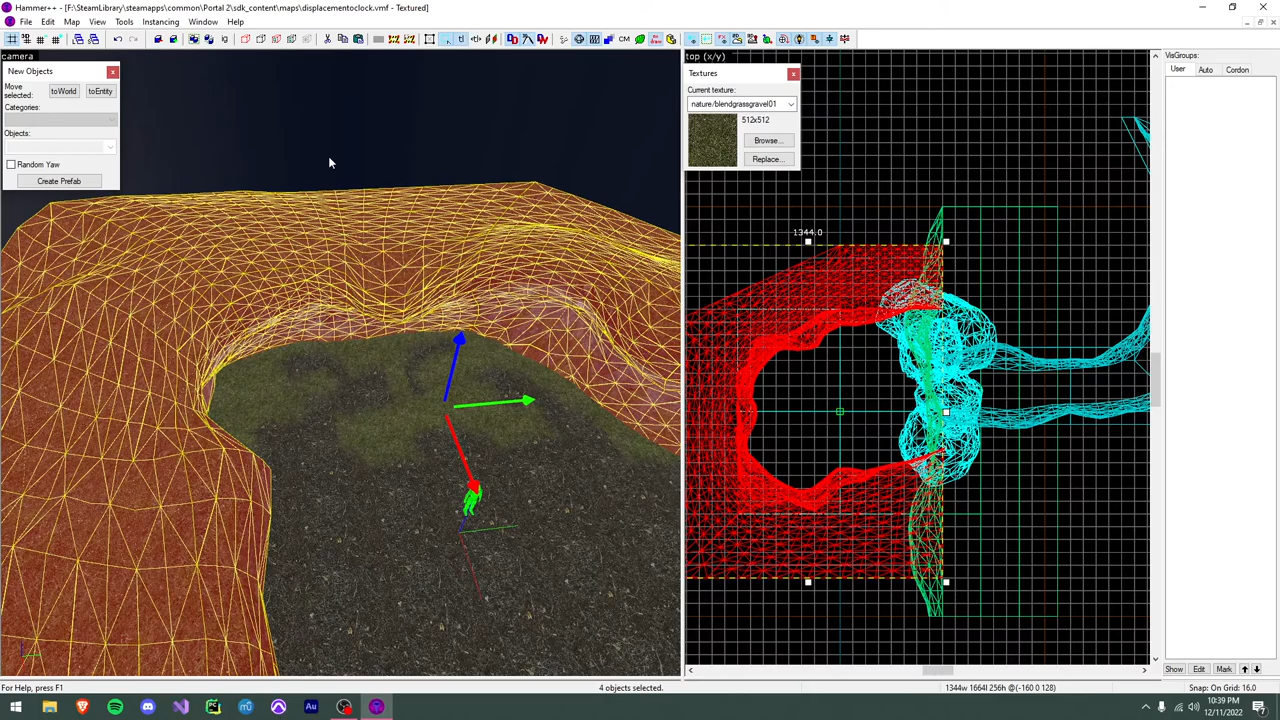 Hammer++ - [F:\SteamLibrary\steamapps\common\Portal 2\sdk_content\maps\displacementoclock.vmf - Textured]
File Edit Map View Tools Instancing Window Help
camera
New Objects
Move selected:
toWorld
toEntity
Categories:
Objects:
Random Yaw
Create Prefab
top (x/y)
Textures
Current texture:
nature/blendgrassgravel01
512x512
Browse...
Replace...
1344.0
VisGroups:
User Auto Cordon
Show Edit Mark
For Help, press F1
4 objects selected.
1344w 1664l 256h @(-160 0 128)
Snap: On Grid: 16.0
10:39 PM
12/11/2022